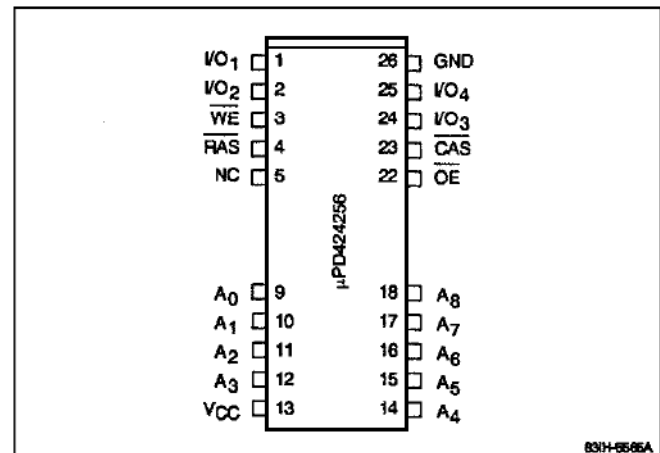 I/O1 1 26 GND
I/O2 2 25 I/O4
WE 3 24 I/O3
RAS 4 23 CAS
NC 5 22 OE
μPD424256
A0 9 18 A8
A1 10 17 A7
A2 11 16 A6
A3 12 15 A5
VCC 13 14 A4